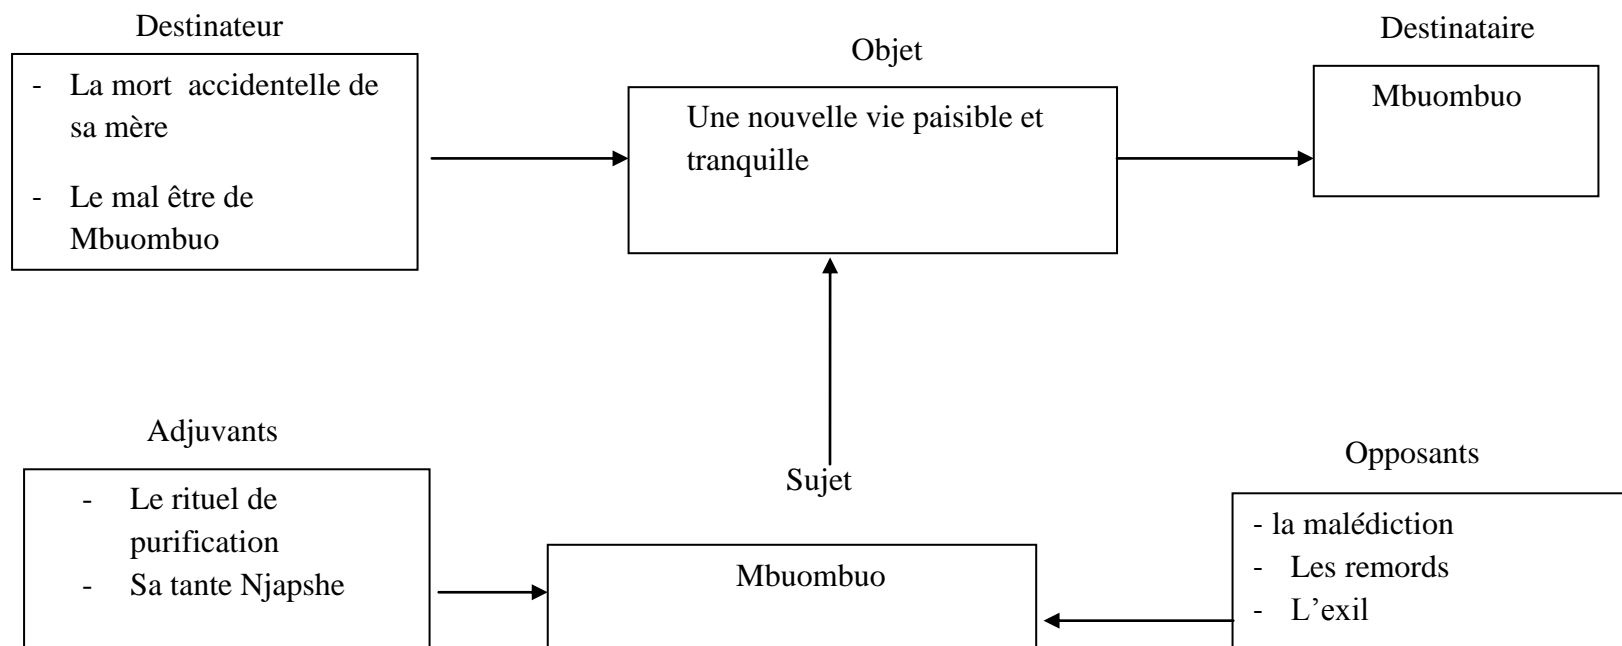 Destinateur
- La mort accidentelle de
sa mère
- Le mal être de
Mbuombuo
Objet
Une nouvelle vie paisible et
tranquille
Destinataire
Mbuombuo
Adjuvants
- Le rituel de
purification
- Sa tante Njapshe
Sujet
Mbuombuo
Opposants
- la malédiction
- Les remords
- L’exil